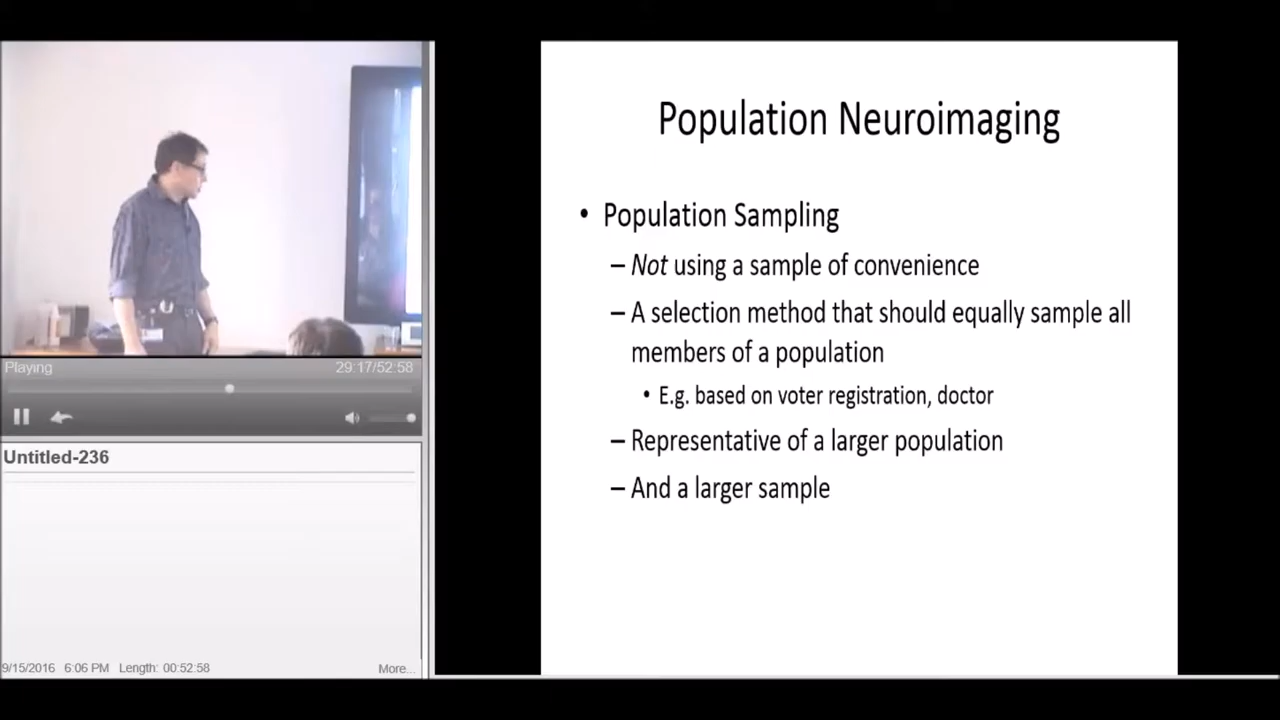 Playing
29:17/52:58
Untitled-236
9/15/2016 6:06 PM Length: 00:52:58
More...
Population Neuroimaging
• Population Sampling
– Not using a sample of convenience
– A selection method that should equally sample all
members of a population
• E.g. based on voter registration, doctor
– Representative of a larger population
– And a larger sample